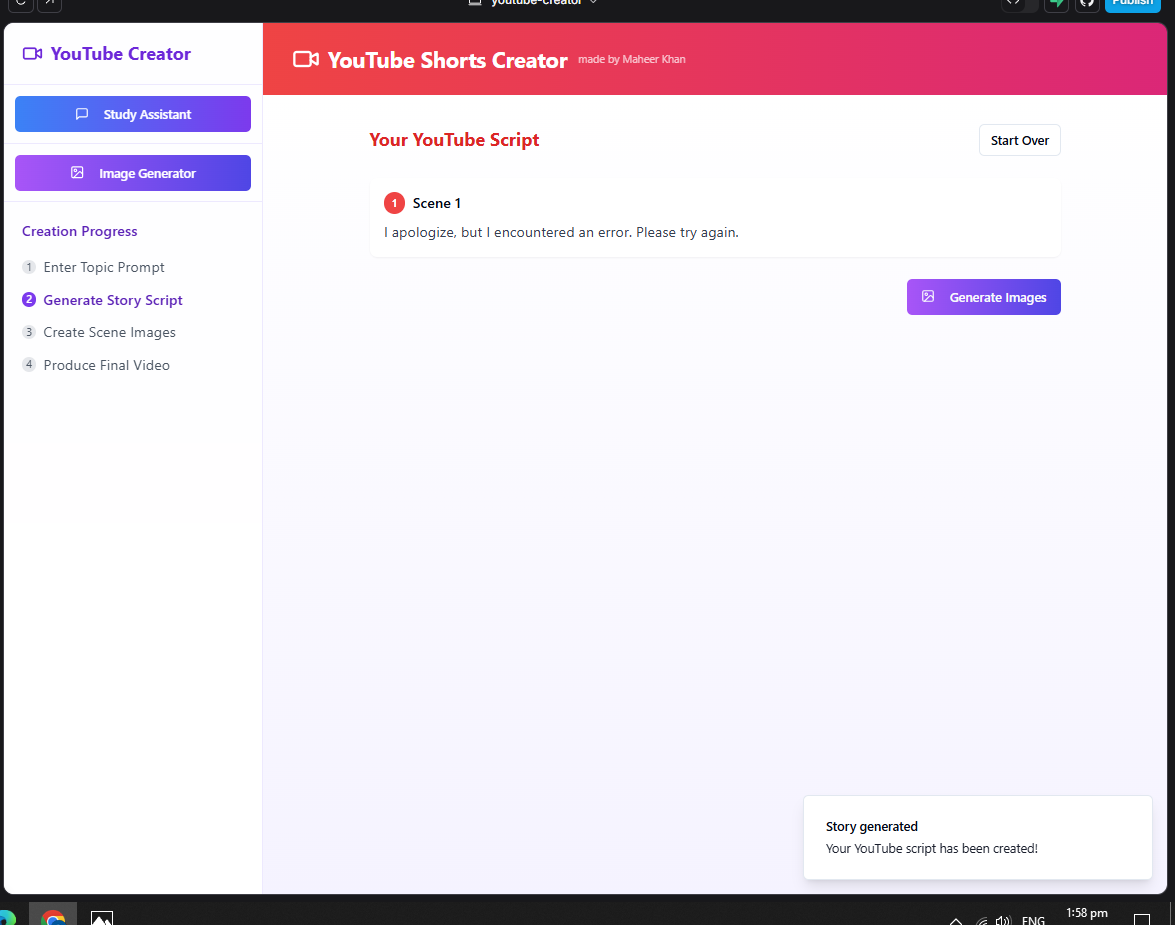 youtube-creator
Publish
YouTube Creator
Study Assistant
Image Generator
Creation Progress
1 Enter Topic Prompt
2 Generate Story Script
3 Create Scene Images
4 Produce Final Video
YouTube Shorts Creator made by Maheer Khan
Your YouTube Script
Start Over
1 Scene 1
I apologize, but I encountered an error. Please try again.
Generate Images
Story generated
Your YouTube script has been created!
ENG
1:58 pm